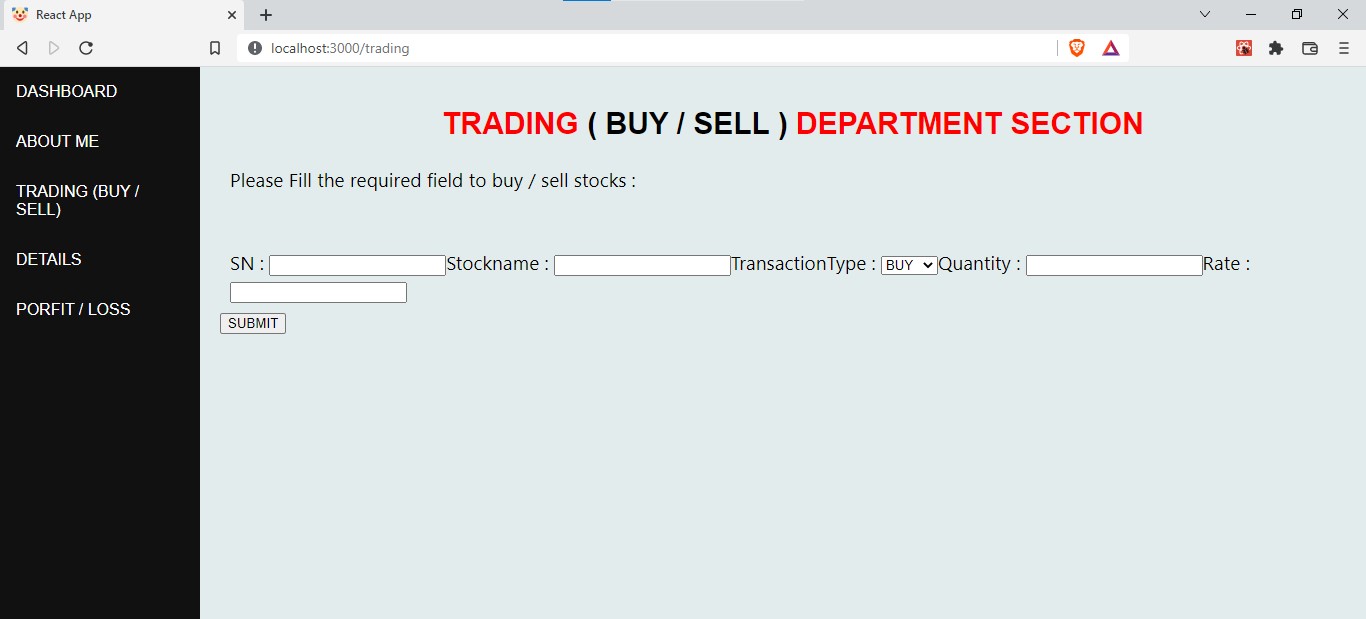 React App
localhost:3000/trading
DASHBOARD
ABOUT ME
TRADING (BUY /
SELL)
DETAILS
PORFIT / LOSS
TRADING ( BUY / SELL ) DEPARTMENT SECTION
Please Fill the required field to buy / sell stocks :
SN : Stockname : TransactionType : BUY Quantity : Rate :
SUBMIT